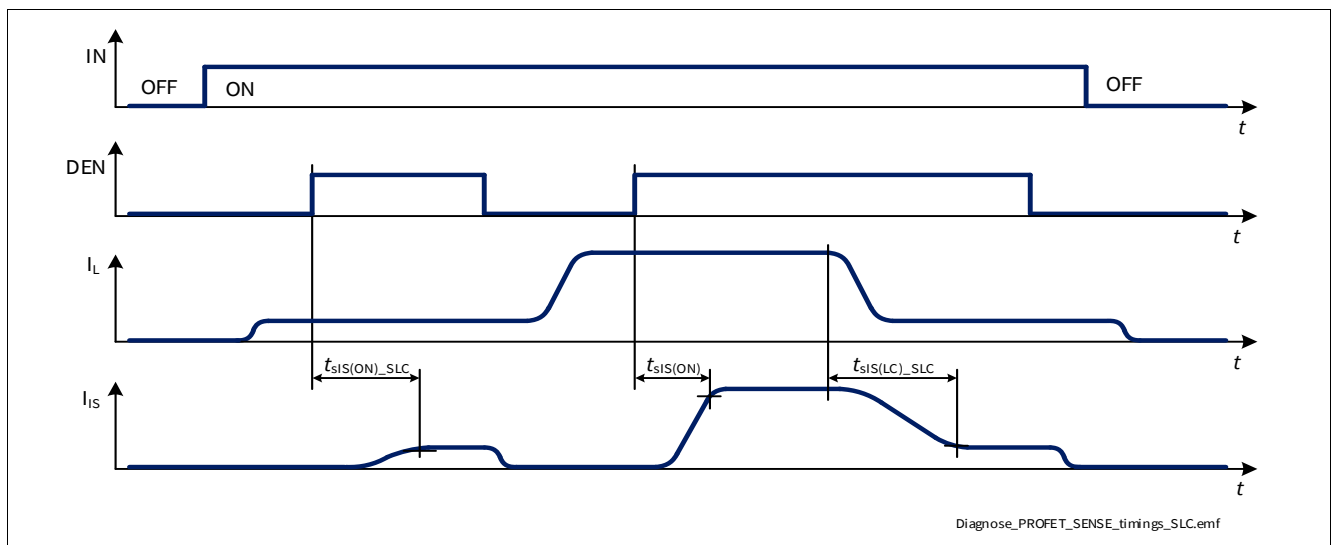 IN
OFF
ON
OFF
t
DEN
t
IL
t
tsIS(ON)_SLC
tsIS(ON)
tsIS(LC)_SLC
IIS
t
Diagnose_PROFET_SENSE_timings_SLC.emf